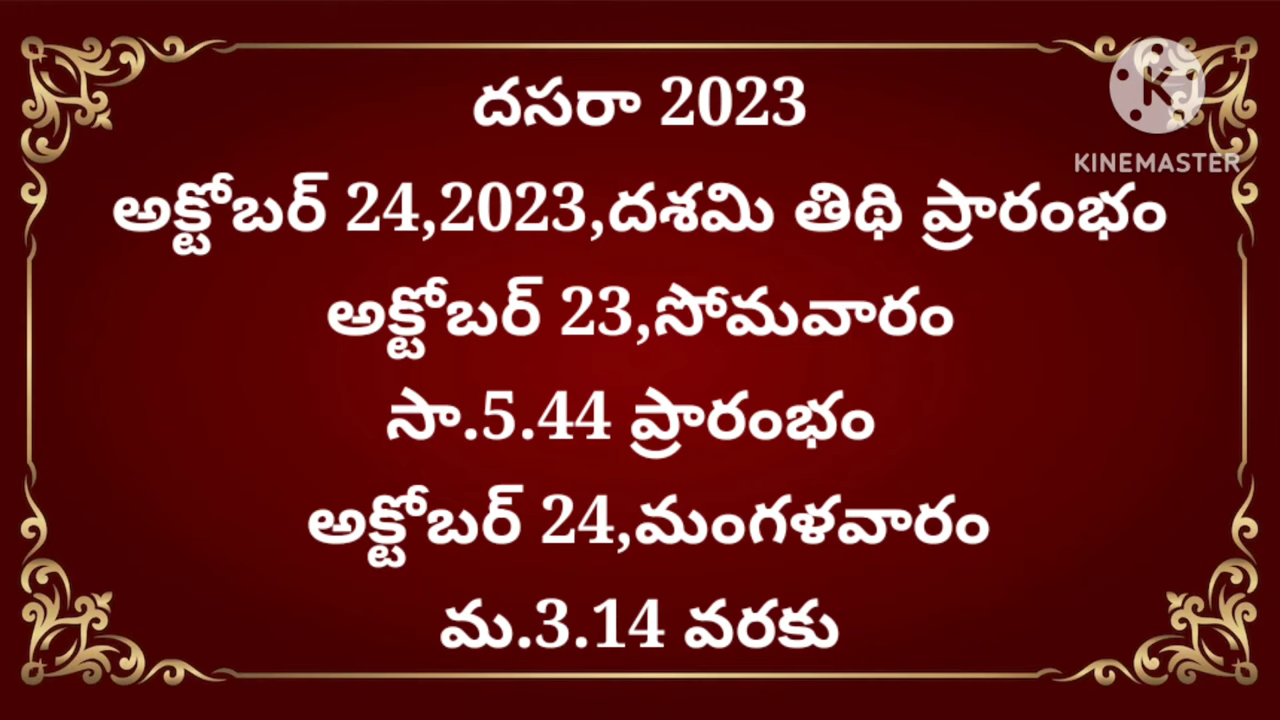 దసరా 2023
KINEMASTER
అక్టోబర్ 24,2023,దశమి తిథి ప్రారంభం
అక్టోబర్ 23,సోమవారం
సా.5.44 ప్రారంభం
అక్టోబర్ 24,మంగళవారం
మ.3.14 వరకు